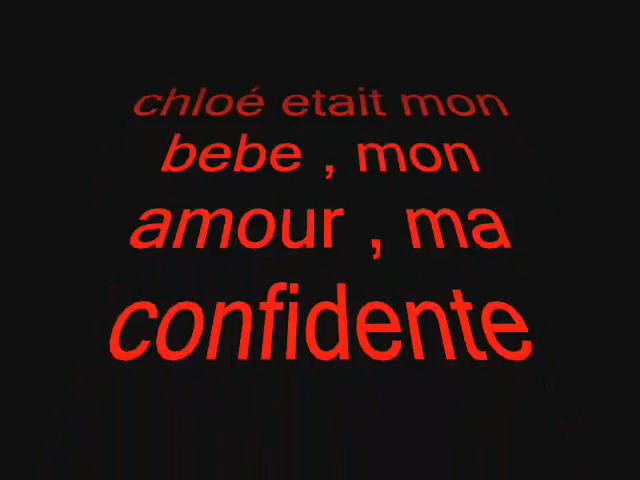 chloé etait mon
bebe , mon
amour , ma
confidente